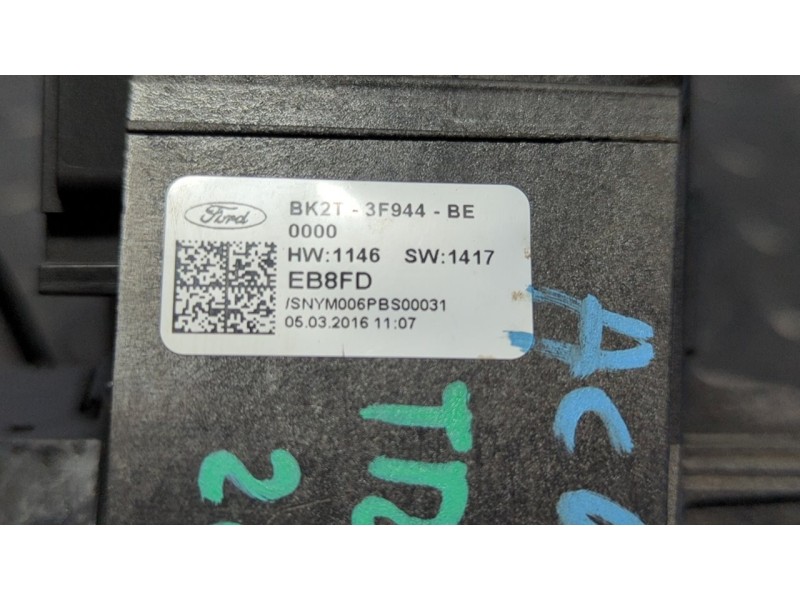 Ford
BK2T - 3F944 - BE
0000
HW:1146 SW:1417
EB8FD
/SNYM006PBS00031
05.03.2016 11:07